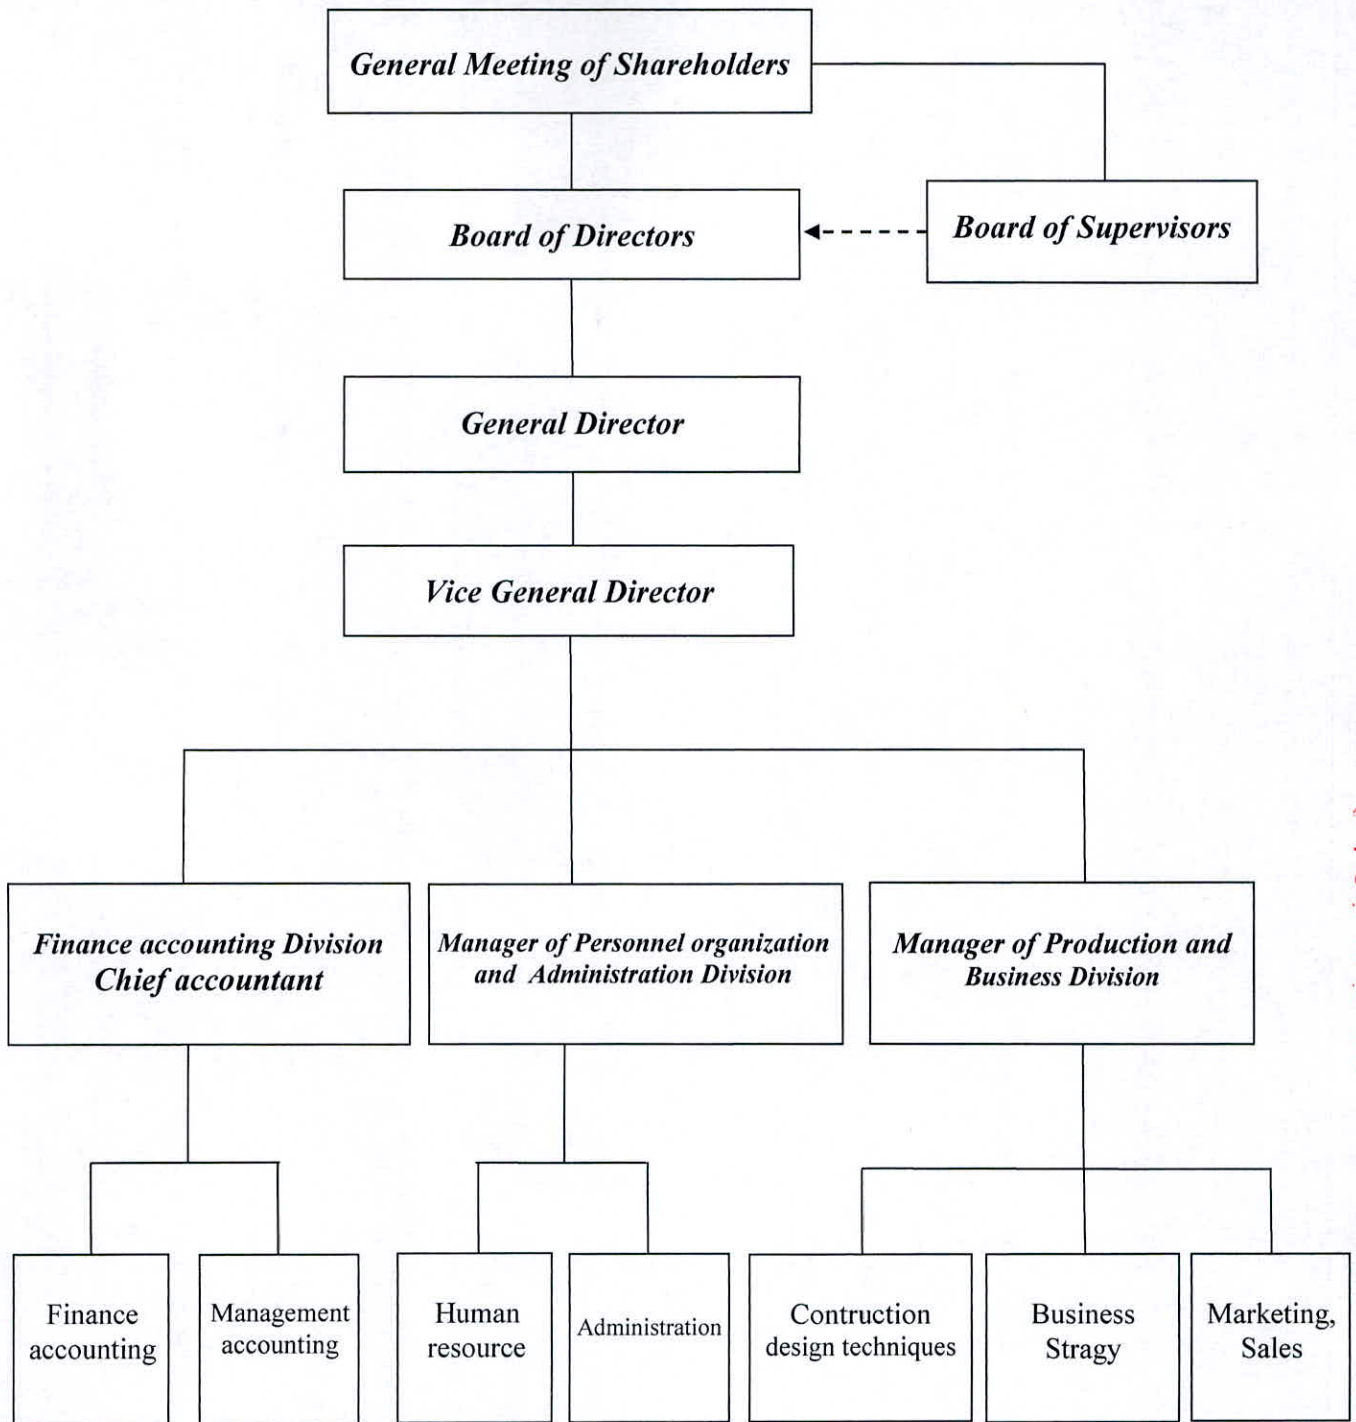 General Meeting of Shareholders
Board of Directors
Board of Supervisors
General Director
Vice General Director
Finance accounting Division
Chief accountant
Manager of Personnel organization
and Administration Division
Manager of Production and
Business Division
Finance
accounting
Management
accounting
Human
resource
Administration
Contruction
design techniques
Business
Stragy
Marketing,
Sales